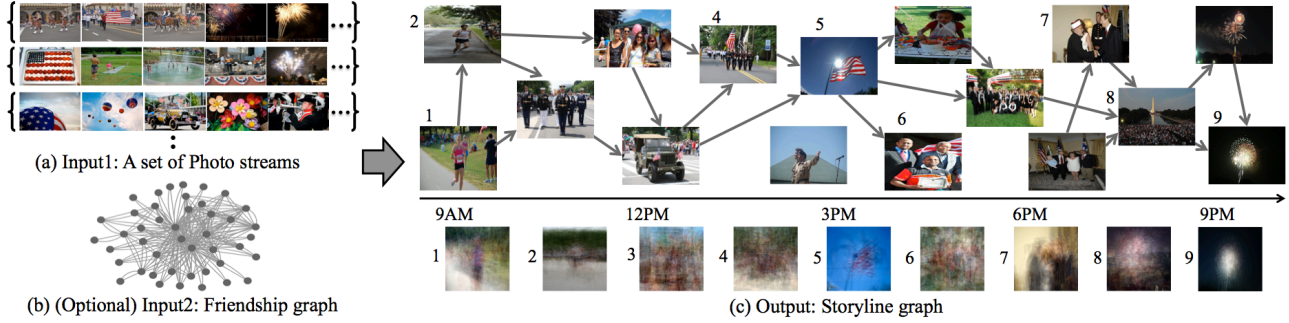 (a) Input1: A set of Photo streams
(b) (Optional) Input2: Friendship graph
2
4
5
7
1
6
8
9
9AM 12PM 3PM 6PM 9PM
1 2 3 4 5 6 7 8 9
(c) Output: Storyline graph